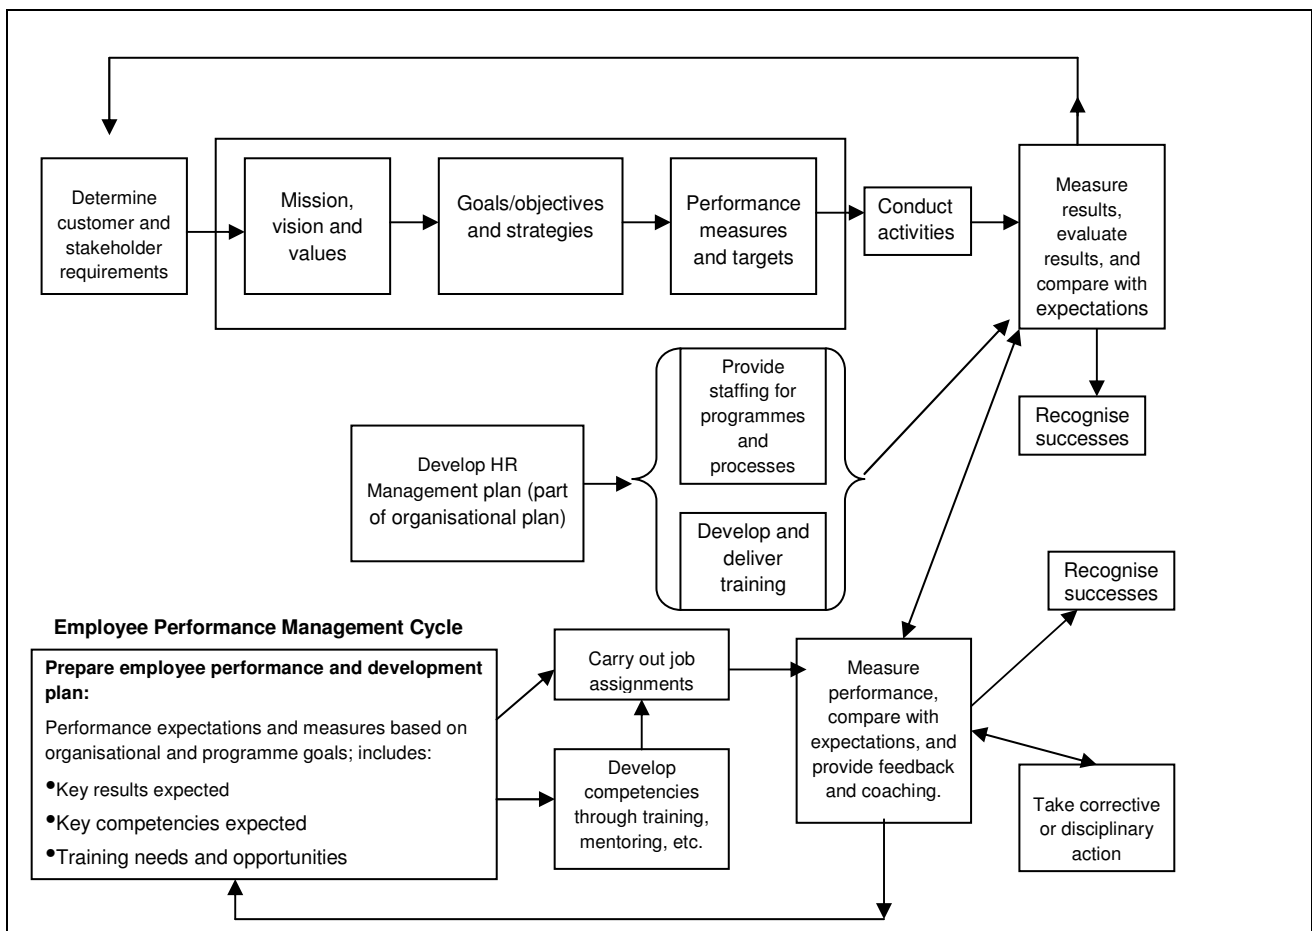 Determine
customer and
stakeholder
requirements
Mission,
vision and
values
Goals/objectives
and strategies
Performance
measures
and targets
Conduct
activities
Measure
results,
evaluate
results, and
compare with
expectations
Recognise
successes
Provide
staffing for
programmes
and
processes
Develop HR
Management plan (part
of organisational plan)
Develop and
deliver
training
Recognise
successes
Employee Performance Management Cycle
Prepare employee performance and development
plan:
Performance expectations and measures based on
organisational and programme goals; includes:
•Key results expected
•Key competencies expected
•Training needs and opportunities
Carry out job
assignments
Develop
competencies
through training,
mentoring, etc.
Measure
performance,
compare with
expectations, and
provide feedback
and coaching.
Take corrective
or disciplinary
action